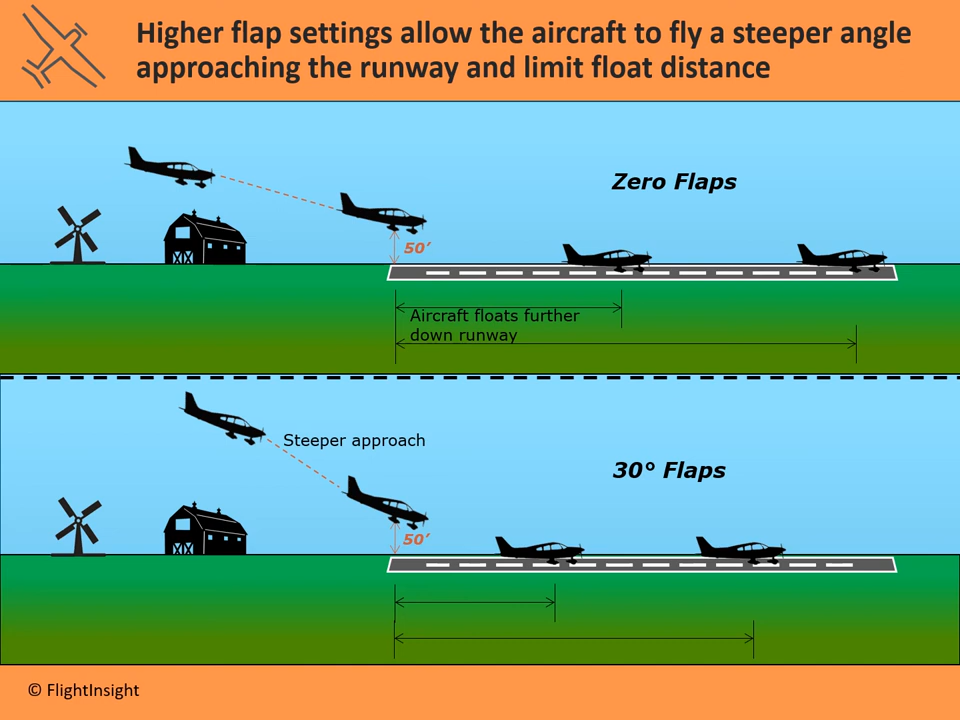 Higher flap settings allow the aircraft to fly a steeper angle
approaching the runway and limit float distance
Zero Flaps
50′
Aircraft floats further
down runway
Steeper approach
30° Flaps
50′
© FlightInsight